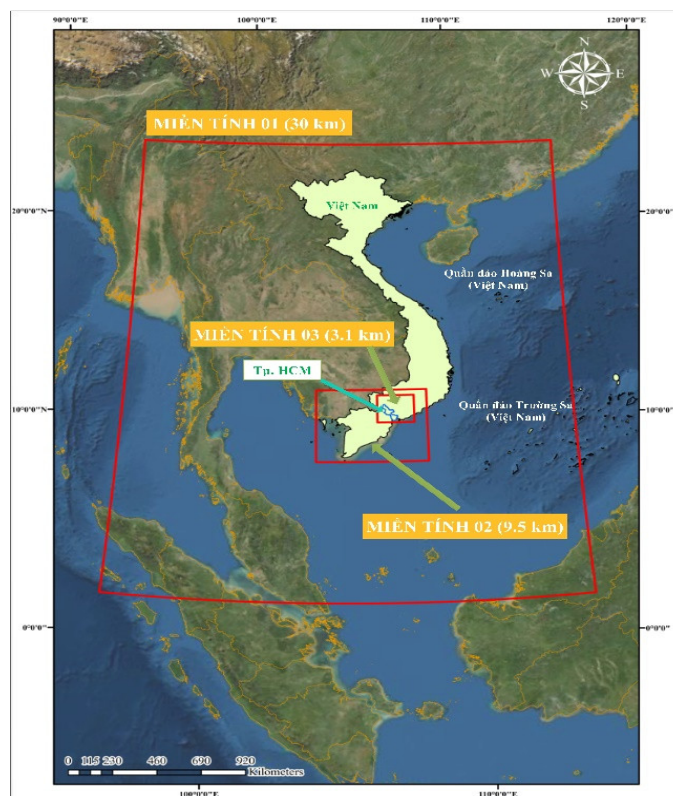 90°0'0"E
100°0'0"E
110°0'0"E
120°0'0"E
N
W
E
S
MIỀN TÍNH 01 (30 km)
20°0'0"N
20°0'0"N
Việt Nam
Quần đảo Hoàng Sa
(Việt Nam)
MIỀN TÍNH 03 (3.1 km)
Tp. HCM
10°0'0"N
10°0'0"N
Quần đảo Trường Sa
(Việt Nam)
MIỀN TÍNH 02 (9.5 km)
0°0'0"
0°0'0"
0 115 230 460 690 920
Kilometers
100°0'0"E
110°0'0"E